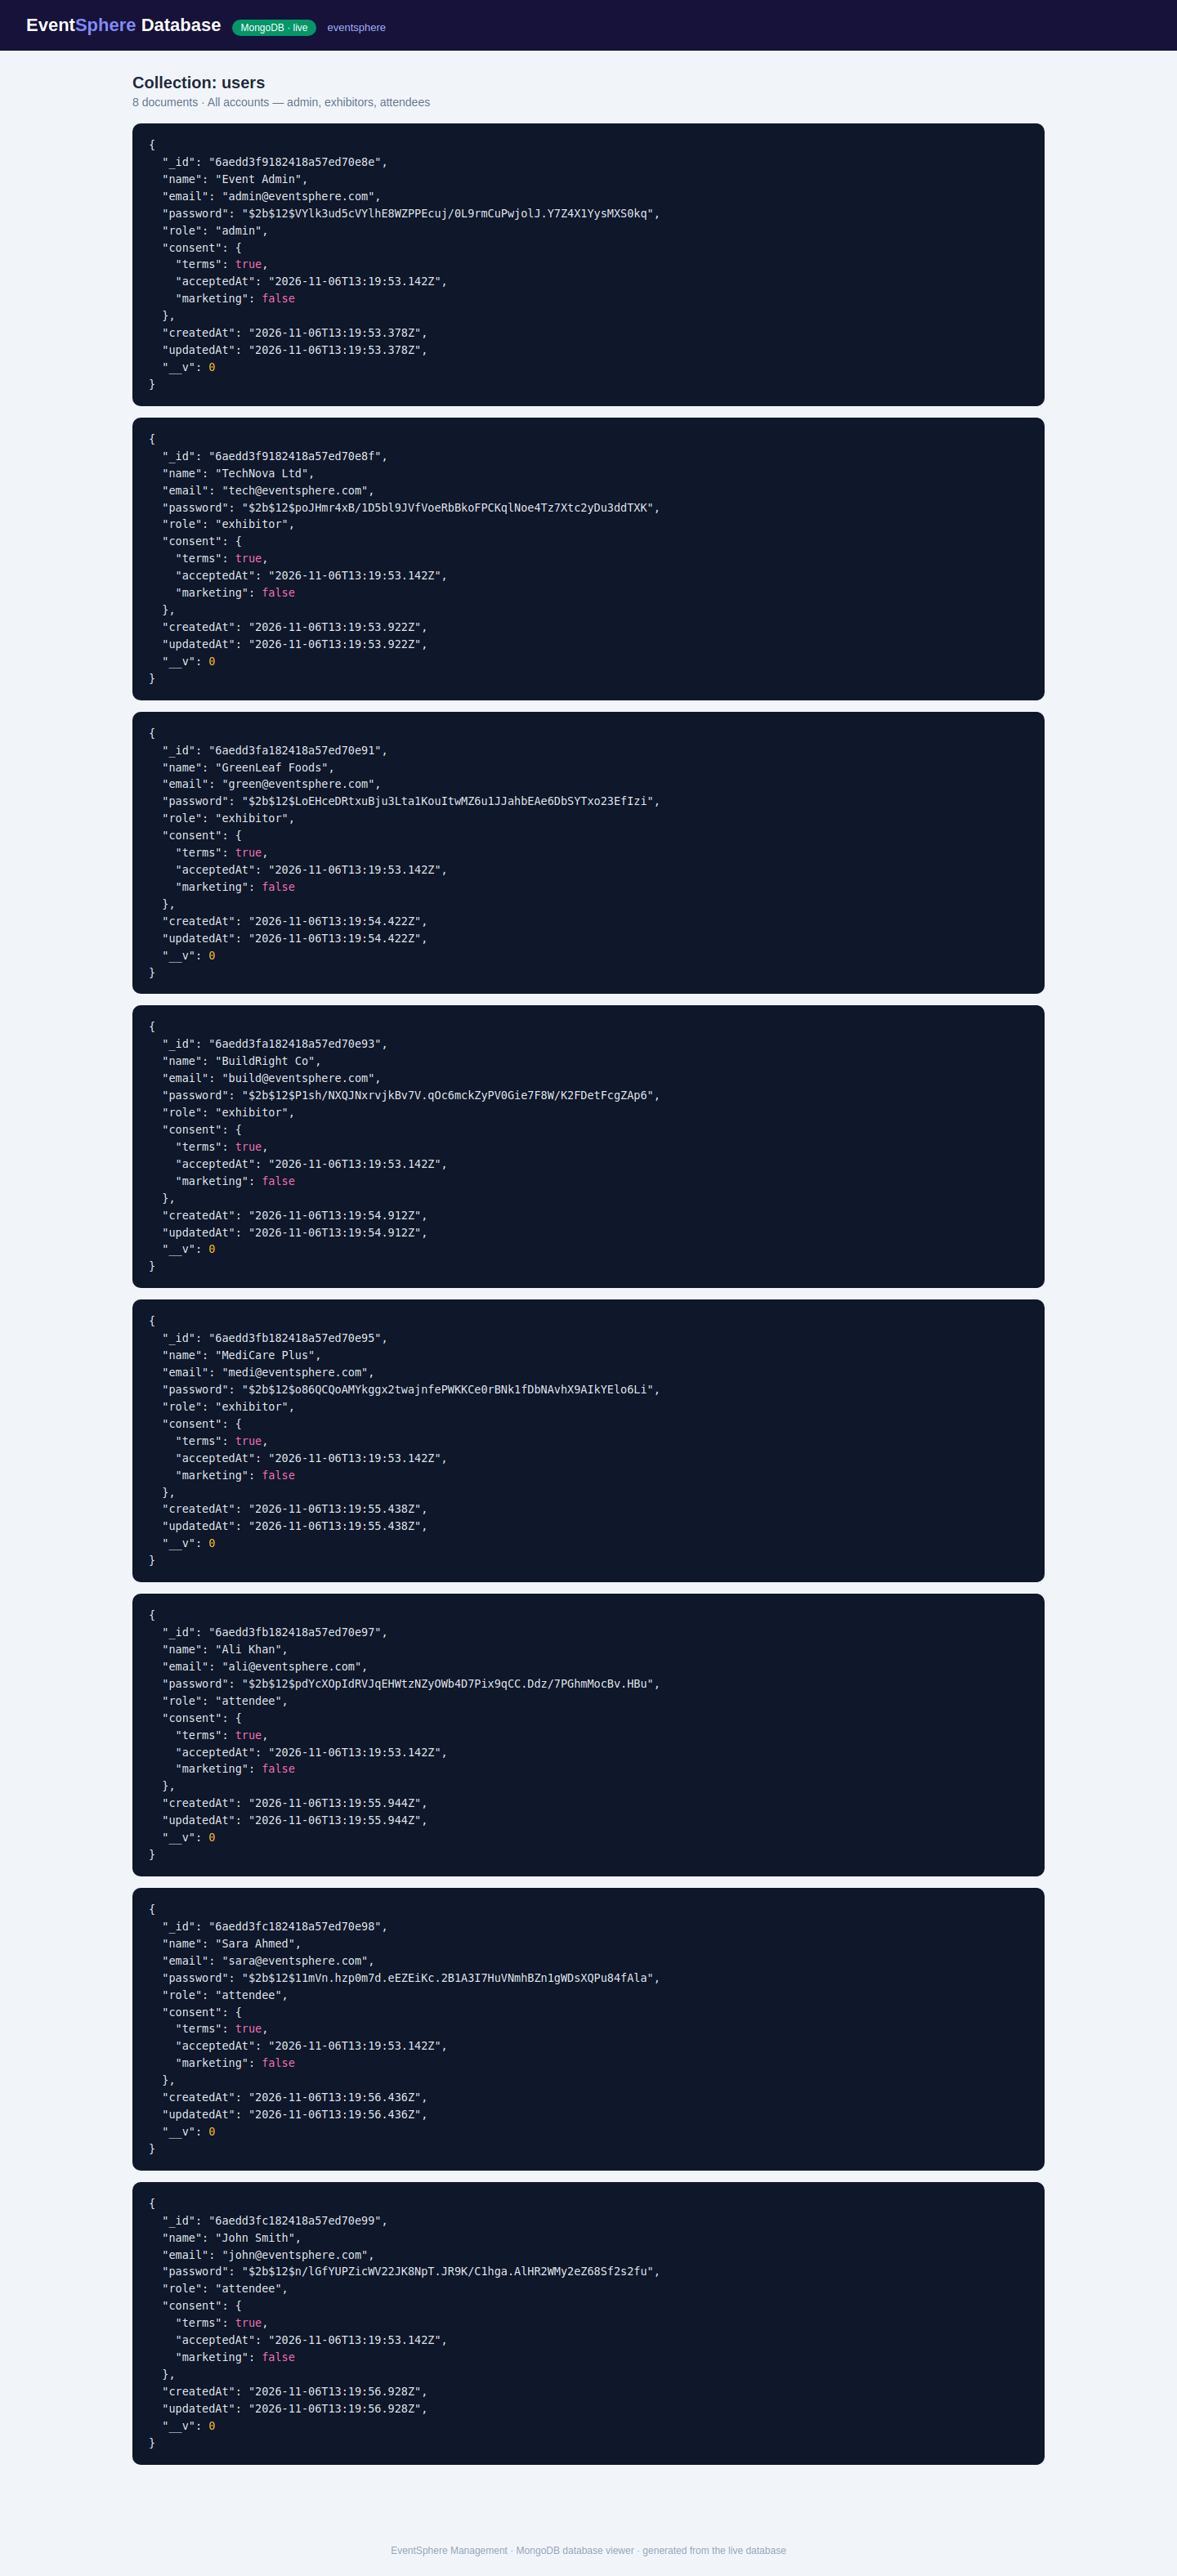 EventSphere Database MongoDB · live eventsphere
Collection: users
8 documents · All accounts — admin, exhibitors, attendees
{
  "_id": "6aedd3f9182418a57ed70e8e",
  "name": "Event Admin",
  "email": "admin@eventsphere.com",
  "password": "$2b$12$VYlk3ud5cVYlhE8WZPPEcuj/0L9rmCuPwjolJ.Y7Z4X1YysMXS0kq",
  "role": "admin",
  "consent": {
    "terms": true,
    "acceptedAt": "2026-11-06T13:19:53.142Z",
    "marketing": false
  },
  "createdAt": "2026-11-06T13:19:53.378Z",
  "updatedAt": "2026-11-06T13:19:53.378Z",
  "__v": 0
}
{
  "_id": "6aedd3f9182418a57ed70e8f",
  "name": "TechNova Ltd",
  "email": "tech@eventsphere.com",
  "password": "$2b$12$poJHmr4xB/1D5bl9JVfVoeRbBkoFPCKqlNoe4Tz7Xtc2yDu3ddTXK",
  "role": "exhibitor",
  "consent": {
    "terms": true,
    "acceptedAt": "2026-11-06T13:19:53.142Z",
    "marketing": false
  },
  "createdAt": "2026-11-06T13:19:53.922Z",
  "updatedAt": "2026-11-06T13:19:53.922Z",
  "__v": 0
}
{
  "_id": "6aedd3fa182418a57ed70e91",
  "name": "GreenLeaf Foods",
  "email": "green@eventsphere.com",
  "password": "$2b$12$LoEHceDRtxuBju3Lta1KouItwMZ6u1JJahbEAe6DbSYTxo23EfIzi",
  "role": "exhibitor",
  "consent": {
    "terms": true,
    "acceptedAt": "2026-11-06T13:19:53.142Z",
    "marketing": false
  },
  "createdAt": "2026-11-06T13:19:54.422Z",
  "updatedAt": "2026-11-06T13:19:54.422Z",
  "__v": 0
}
{
  "_id": "6aedd3fa182418a57ed70e93",
  "name": "BuildRight Co",
  "email": "build@eventsphere.com",
  "password": "$2b$12$P1sh/NXQJNxrvjkBv7V.qOc6mckZyPV0Gie7F8W/K2FDetFcgZAp6",
  "role": "exhibitor",
  "consent": {
    "terms": true,
    "acceptedAt": "2026-11-06T13:19:53.142Z",
    "marketing": false
  },
  "createdAt": "2026-11-06T13:19:54.912Z",
  "updatedAt": "2026-11-06T13:19:54.912Z",
  "__v": 0
}
{
  "_id": "6aedd3fb182418a57ed70e95",
  "name": "MediCare Plus",
  "email": "medi@eventsphere.com",
  "password": "$2b$12$o86QCQoAMYkggx2twajnfePWKKCe0rBNk1fDbNAvhX9AIkYElo6Li",
  "role": "exhibitor",
  "consent": {
    "terms": true,
    "acceptedAt": "2026-11-06T13:19:53.142Z",
    "marketing": false
  },
  "createdAt": "2026-11-06T13:19:55.438Z",
  "updatedAt": "2026-11-06T13:19:55.438Z",
  "__v": 0
}
{
  "_id": "6aedd3fb182418a57ed70e97",
  "name": "Ali Khan",
  "email": "ali@eventsphere.com",
  "password": "$2b$12$pdYcXOpIdRVJqEHWtzNZyOWb4D7Pix9qCC.Ddz/7PGhmMocBv.HBu",
  "role": "attendee",
  "consent": {
    "terms": true,
    "acceptedAt": "2026-11-06T13:19:53.142Z",
    "marketing": false
  },
  "createdAt": "2026-11-06T13:19:55.944Z",
  "updatedAt": "2026-11-06T13:19:55.944Z",
  "__v": 0
}
{
  "_id": "6aedd3fc182418a57ed70e98",
  "name": "Sara Ahmed",
  "email": "sara@eventsphere.com",
  "password": "$2b$12$11mVn.hzp0m7d.eEZEiKc.2B1A3I7HuVNmhBZn1gWDsXQPu84fAla",
  "role": "attendee",
  "consent": {
    "terms": true,
    "acceptedAt": "2026-11-06T13:19:53.142Z",
    "marketing": false
  },
  "createdAt": "2026-11-06T13:19:56.436Z",
  "updatedAt": "2026-11-06T13:19:56.436Z",
  "__v": 0
}
{
  "_id": "6aedd3fc182418a57ed70e99",
  "name": "John Smith",
  "email": "john@eventsphere.com",
  "password": "$2b$12$n/lGfYUPZicWV22JK8NpT.JR9K/C1hga.AlHR2WMy2eZ68Sf2s2fu",
  "role": "attendee",
  "consent": {
    "terms": true,
    "acceptedAt": "2026-11-06T13:19:53.142Z",
    "marketing": false
  },
  "createdAt": "2026-11-06T13:19:56.928Z",
  "updatedAt": "2026-11-06T13:19:56.928Z",
  "__v": 0
}
EventSphere Management · MongoDB database viewer · generated from the live database